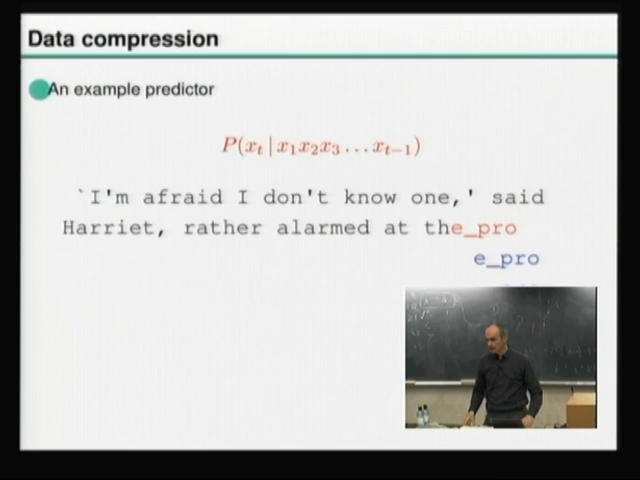 Data compression
An example predictor
P(x_t | x_1x_2x_3 ... x_{t-1})
`I'm afraid I don't know one,' said
Harriet, rather alarmed at the_pro
e_pro